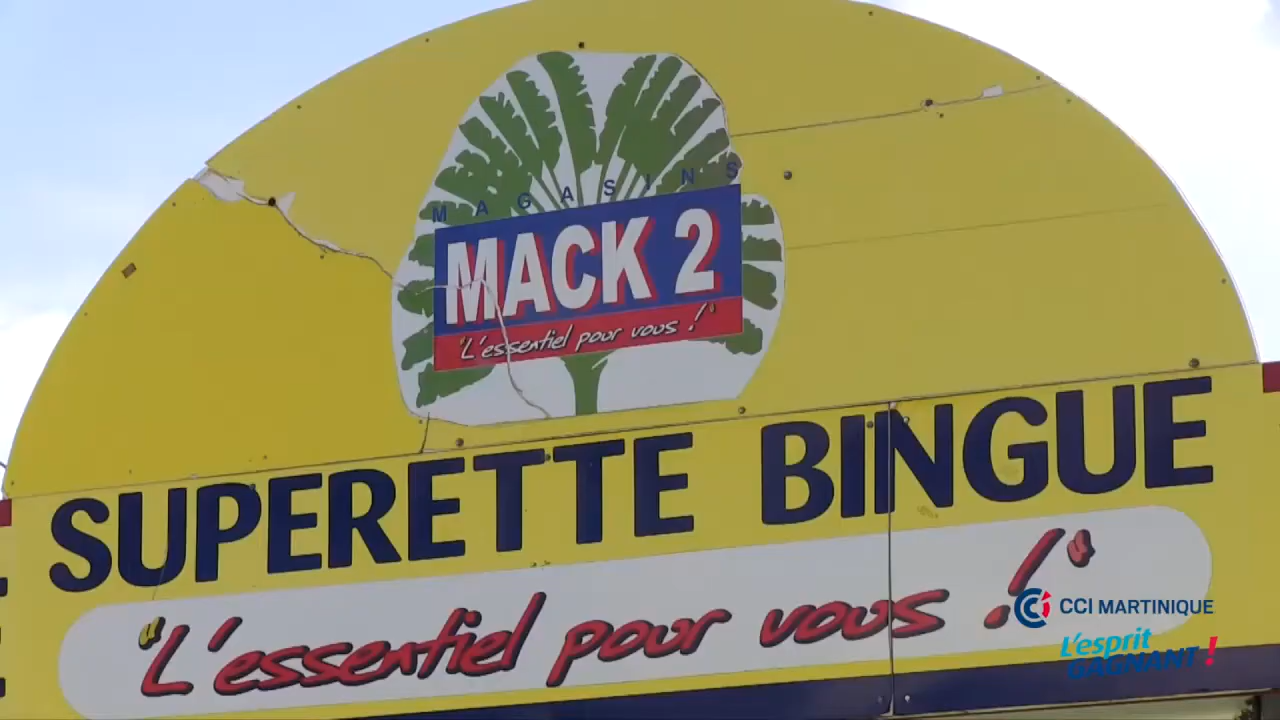 MAGASINS
MACK 2
"L'essentiel pour vous !"
SUPERETTE BINGUE
"L'essentiel pour vous !"
CCI MARTINIQUE
L'esprit
GAGNANT !